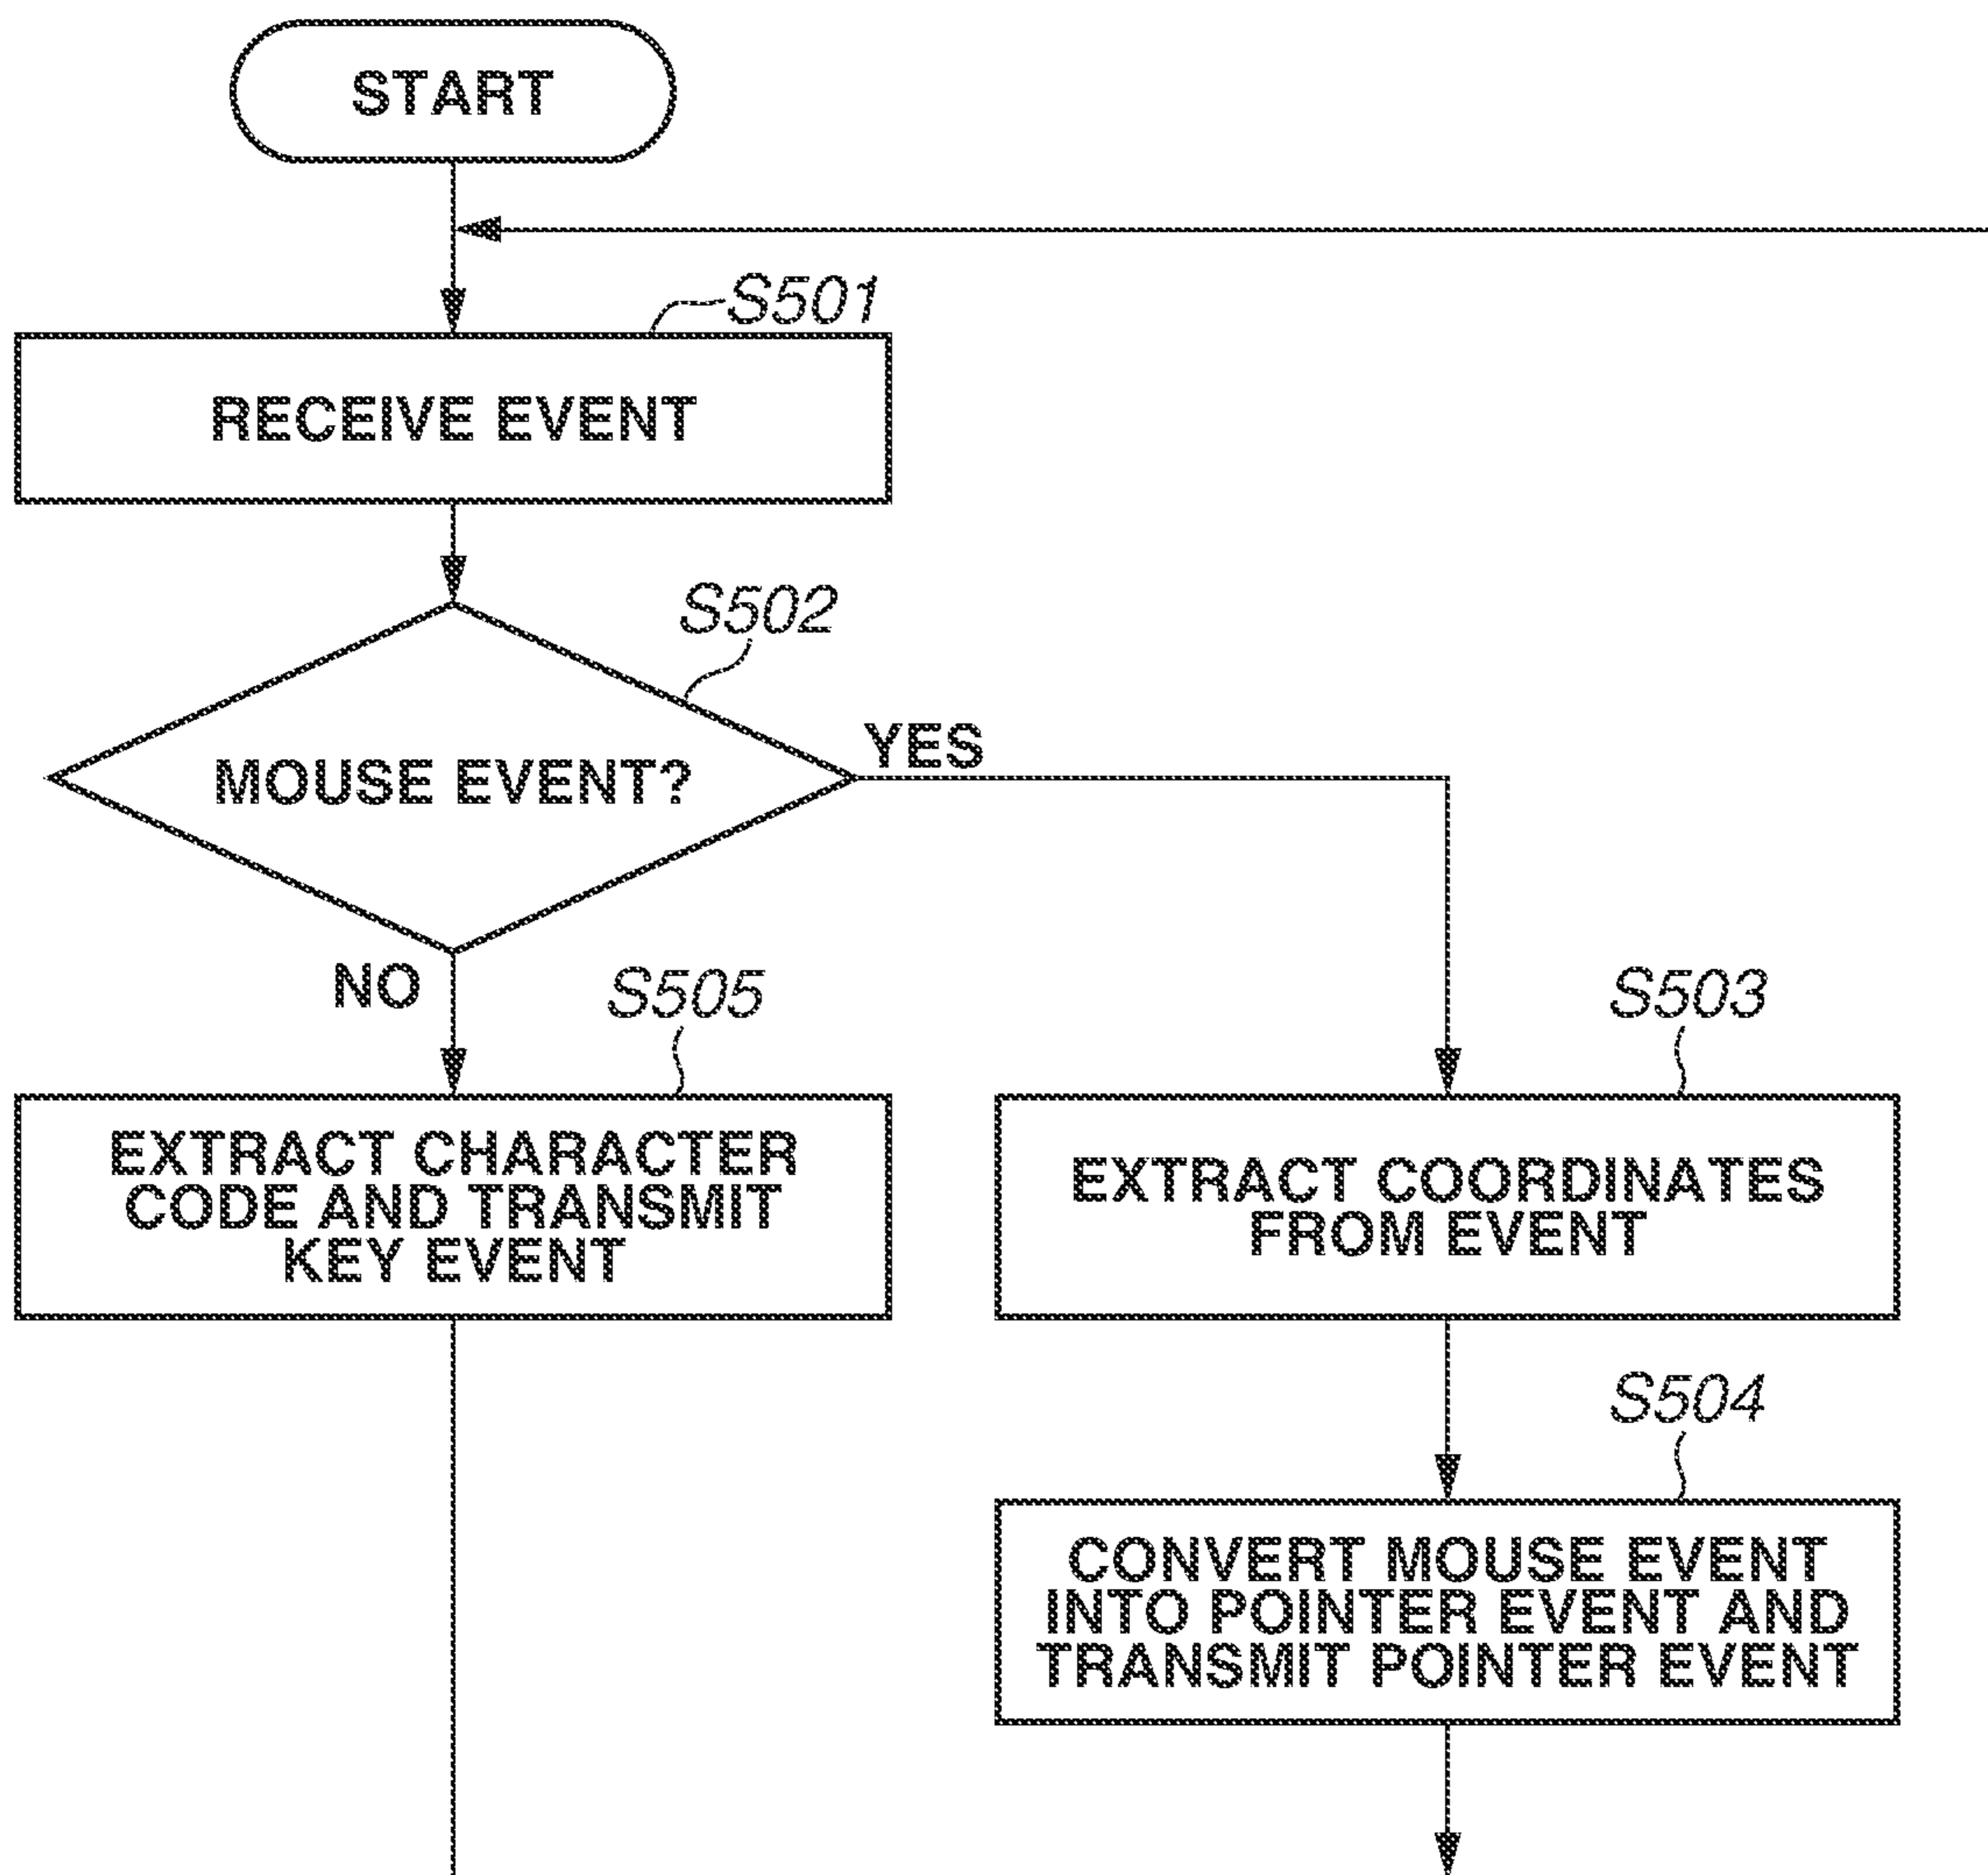 START
S501
RECEIVE EVENT
S502
MOUSE EVENT?
YES
NO
S505
EXTRACT CHARACTER
CODE AND TRANSMIT
KEY EVENT
S503
EXTRACT COORDINATES
FROM EVENT
S504
CONVERT MOUSE EVENT
INTO POINTER EVENT AND
TRANSMIT POINTER EVENT